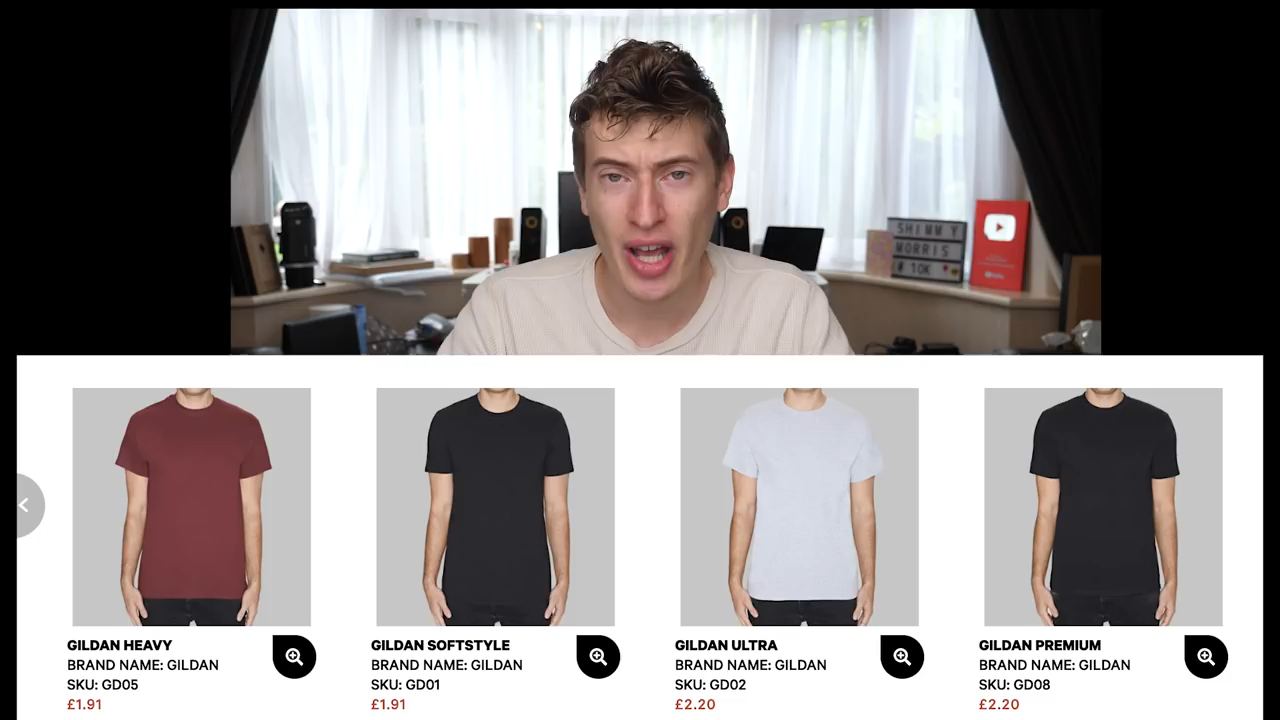 SHIMMY
MORRIS
# 10K
GILDAN HEAVY
BRAND NAME: GILDAN
SKU: GD05
£1.91
GILDAN SOFTSTYLE
BRAND NAME: GILDAN
SKU: GD01
£1.91
GILDAN ULTRA
BRAND NAME: GILDAN
SKU: GD02
£2.20
GILDAN PREMIUM
BRAND NAME: GILDAN
SKU: GD08
£2.20